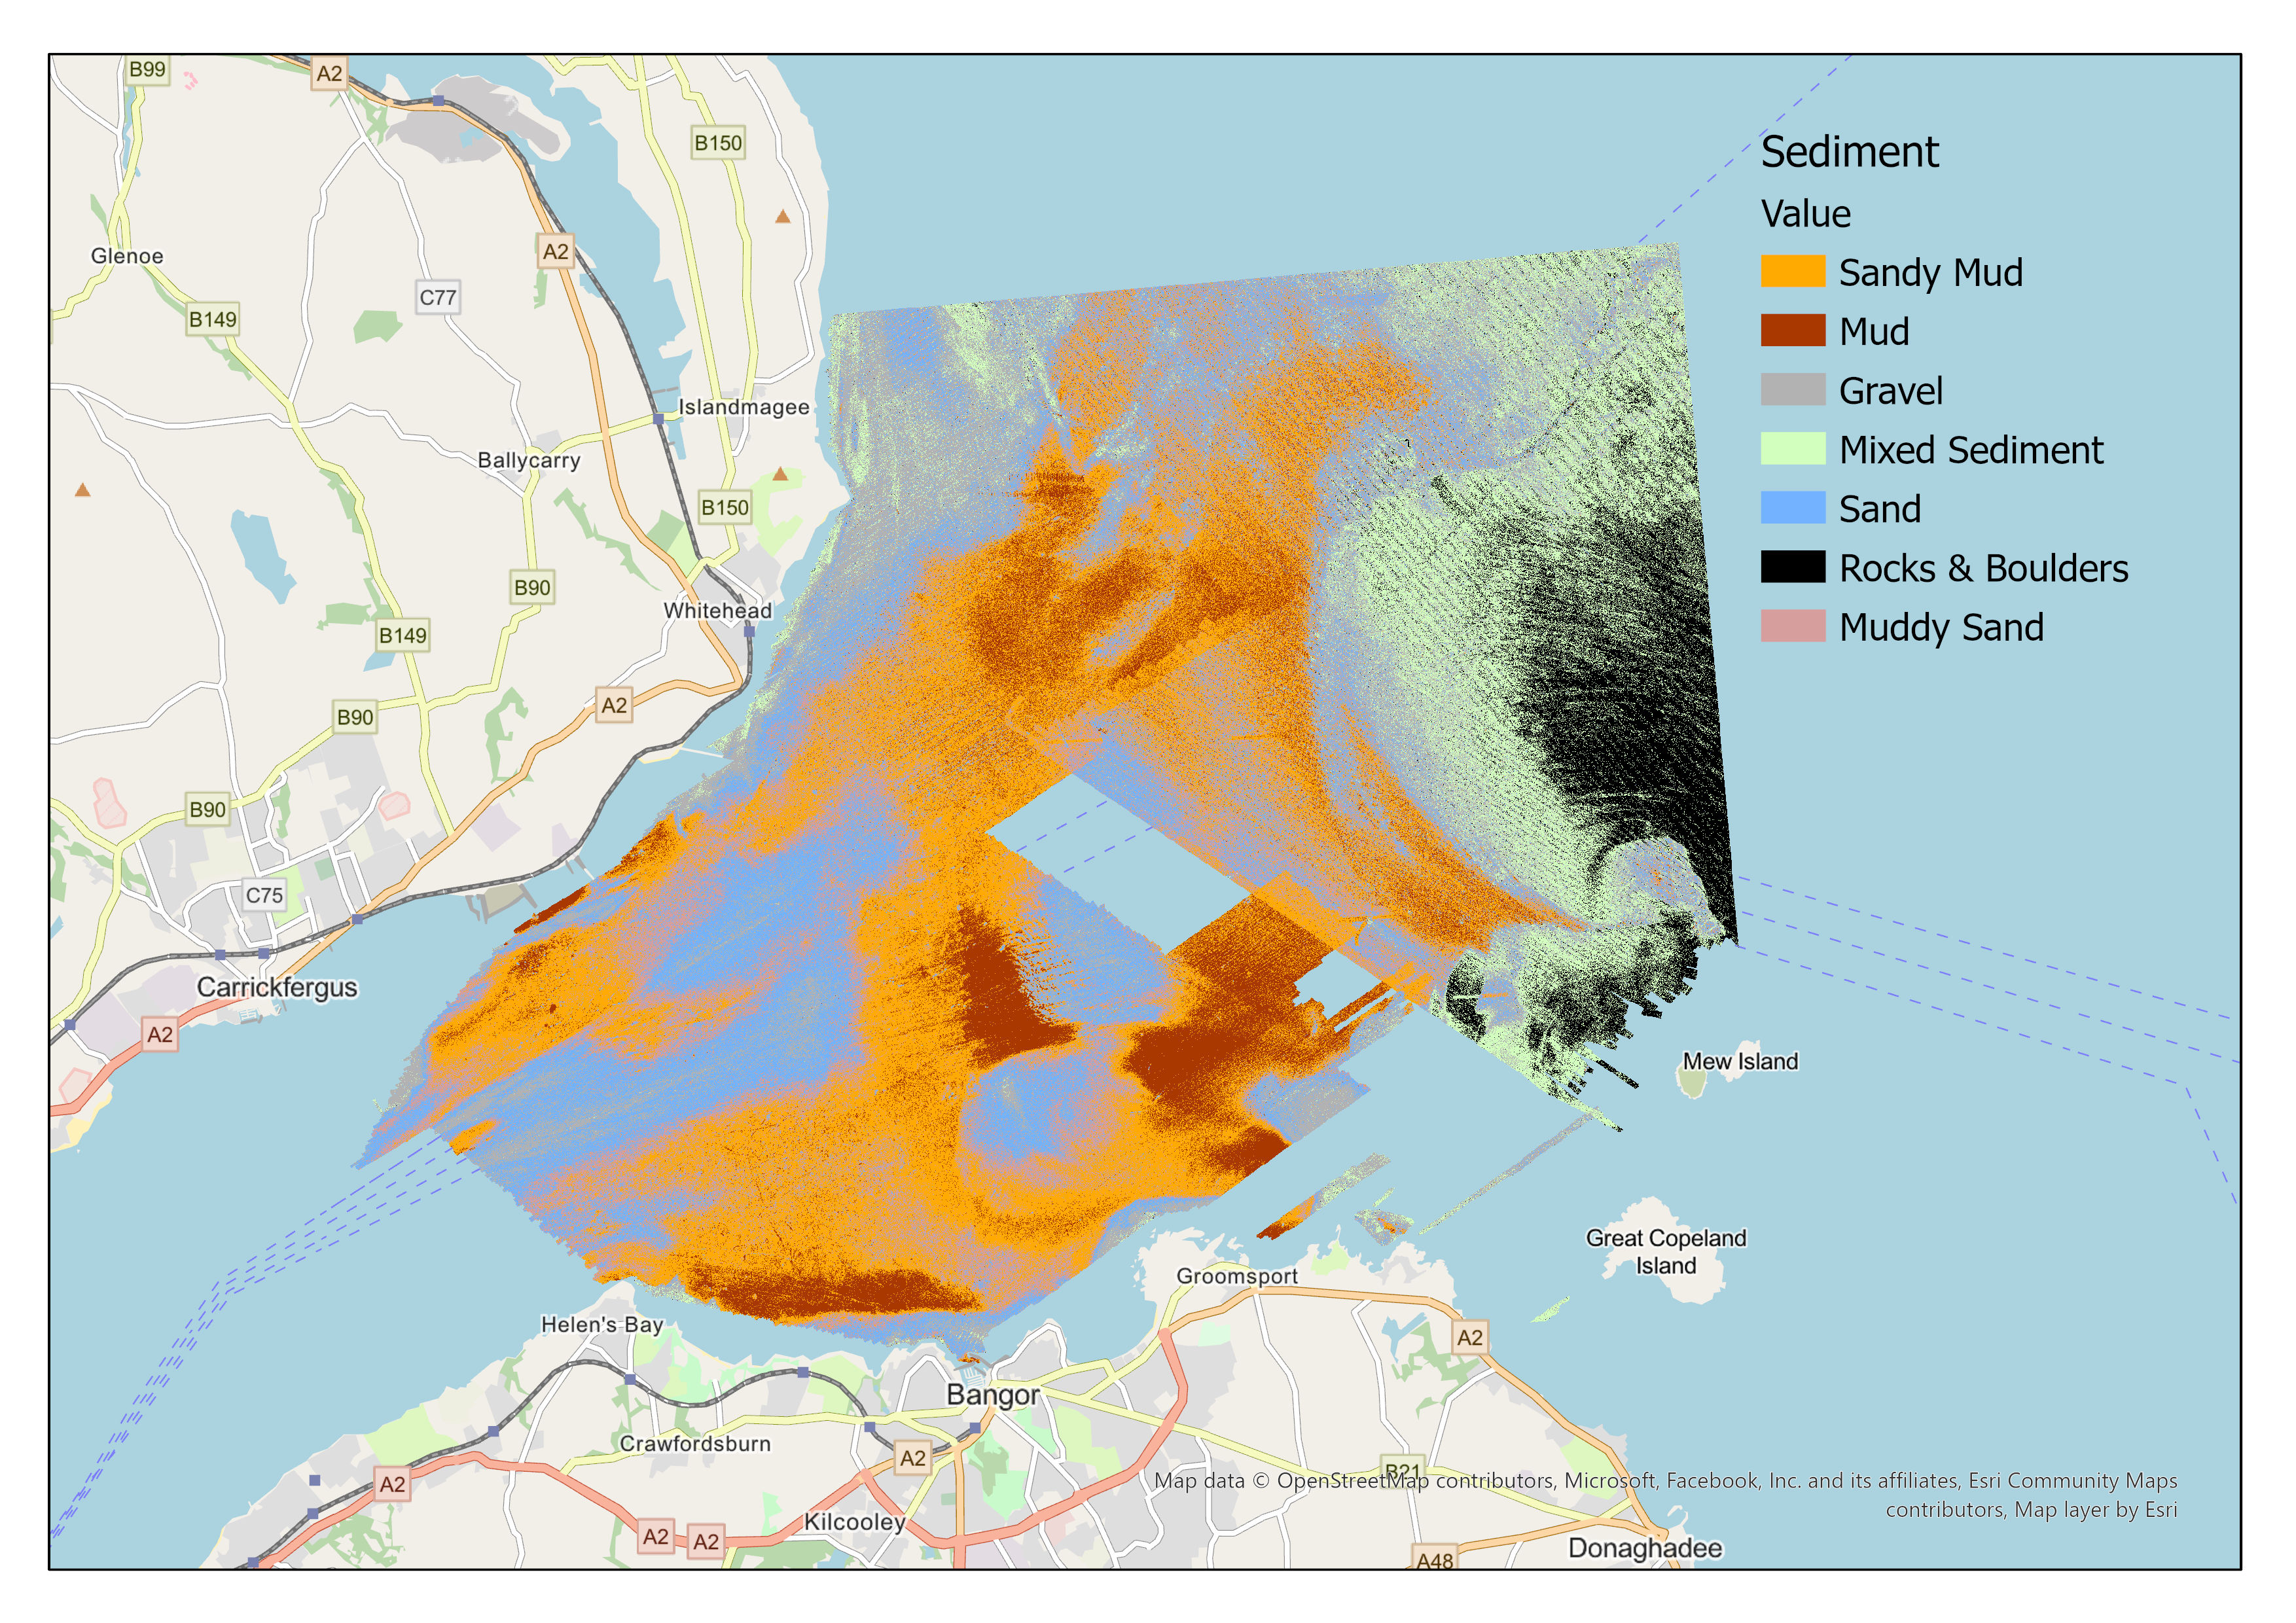 B99
A2
B150
Sediment
Value
Glenoe
A2
Sandy Mud
C77
B149
Mud
Gravel
Islandmagee
Ballycarry
Mixed Sediment
B150
Sand
B90
Rocks & Boulders
Whitehead
B149
Muddy Sand
A2
B90
B90
C75
Carrickfergus
A2
Mew Island
Great Copeland
Island
Groomsport
Helen's Bay
A2
Bangor
Crawfordsburn
A2
A2
B21
Map data © OpenStreetMap contributors, Microsoft, Facebook, Inc. and its affiliates, Esri Community Maps
contributors, Map layer by Esri
Kilcooley
A2
A2
Donaghadee
A48